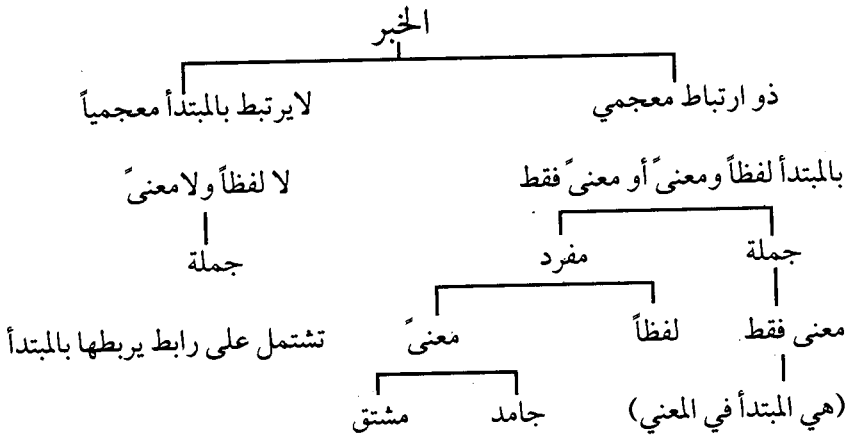 الخبر
ذو ارتباط معجمي
لا يرتبط بالمبتدأ معجمياً
بالمبتدأ لفظاً ومعنىً أو معنىً فقط
لا لفظاً ولا معنىً
جملة
مفرد
جملة
معنى فقط
لفظاً
معنىً
تشتمل على رابط يربطها بالمبتدأ
(هي المبتدأ في المعني)
جامد
مشتق